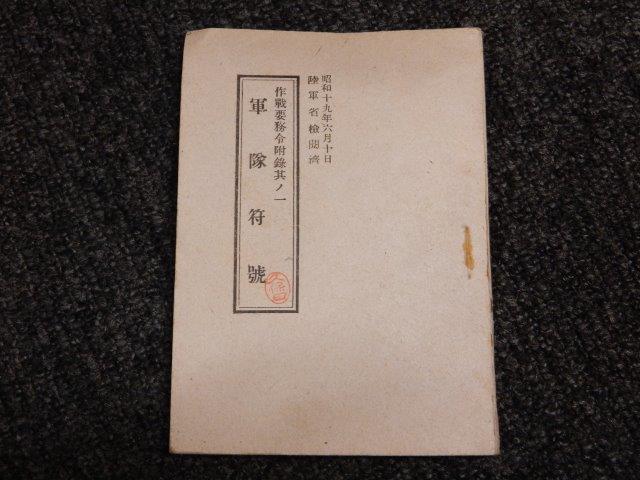 昭和十九年六月十日
陸軍省檢閲濟
作戰要務令附錄其ノ一
軍隊符號